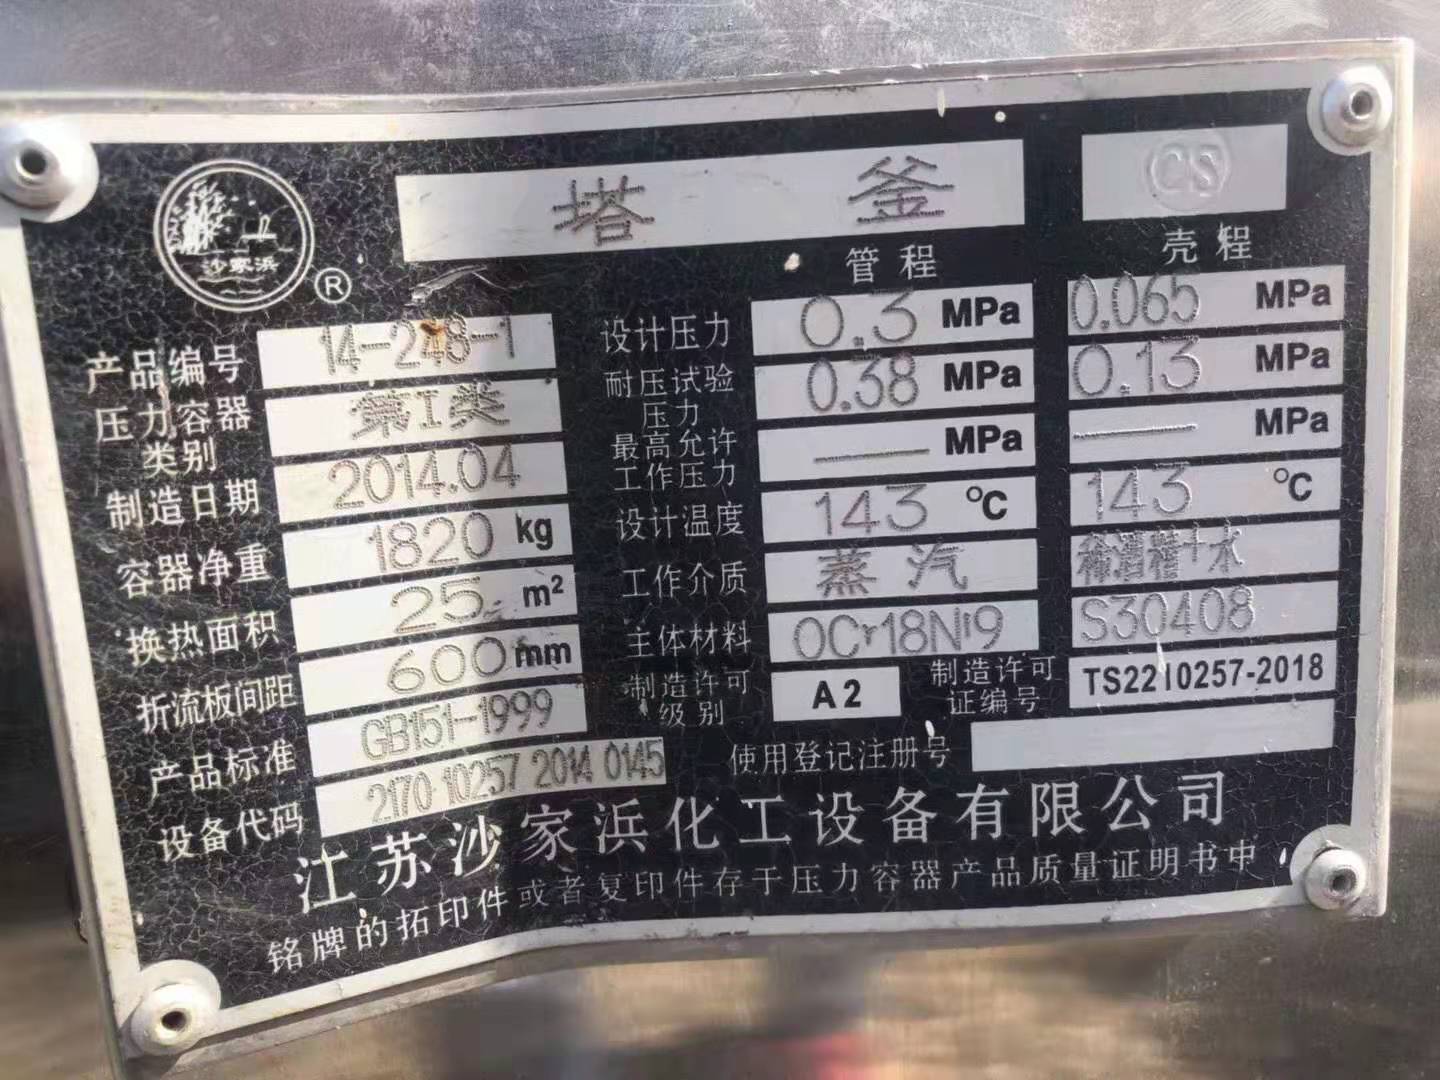 塔 釜
CS
沙家浜
®
管程 壳程
产品编号 14-248-1 设计压力 0.3 MPa 0.065 MPa
压力容器类别 第I类 耐压试验压力 0.38 MPa 0.13 MPa
制造日期 2014.04 最高允许工作压力 —— MPa —— MPa
容器净重 1820 kg 设计温度 143 °C 143 °C
换热面积 25 m² 工作介质 蒸汽 稀酒精+水
折流板间距 600 mm 主体材料 0Cr18Ni9 S30408
产品标准 GB151-1999 制造许可级别 A2 制造许可证编号 TS2210257-2018
设备代码 2170 10257 2014 0145 使用登记注册号
江苏沙家浜化工设备有限公司
铭牌的拓印件或者复印件存于压力容器产品质量证明书中